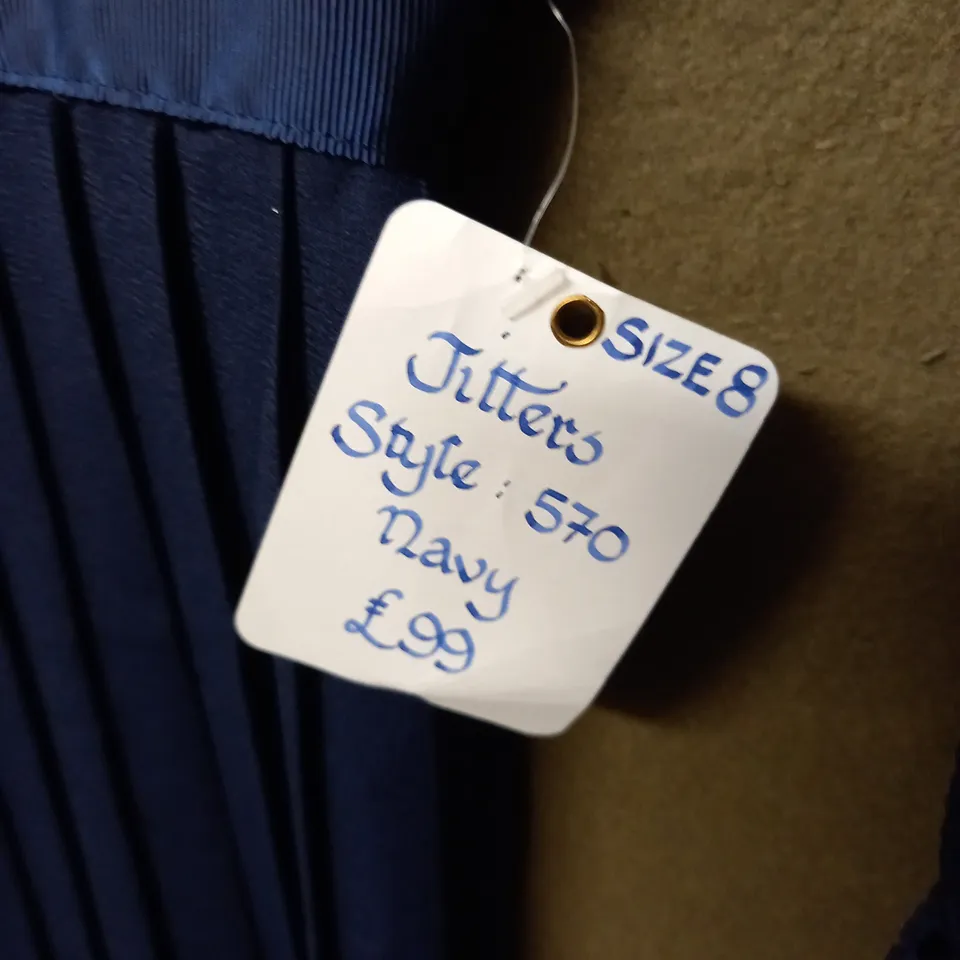 SIZE 8
Jitters
Style : 570
Navy
£99